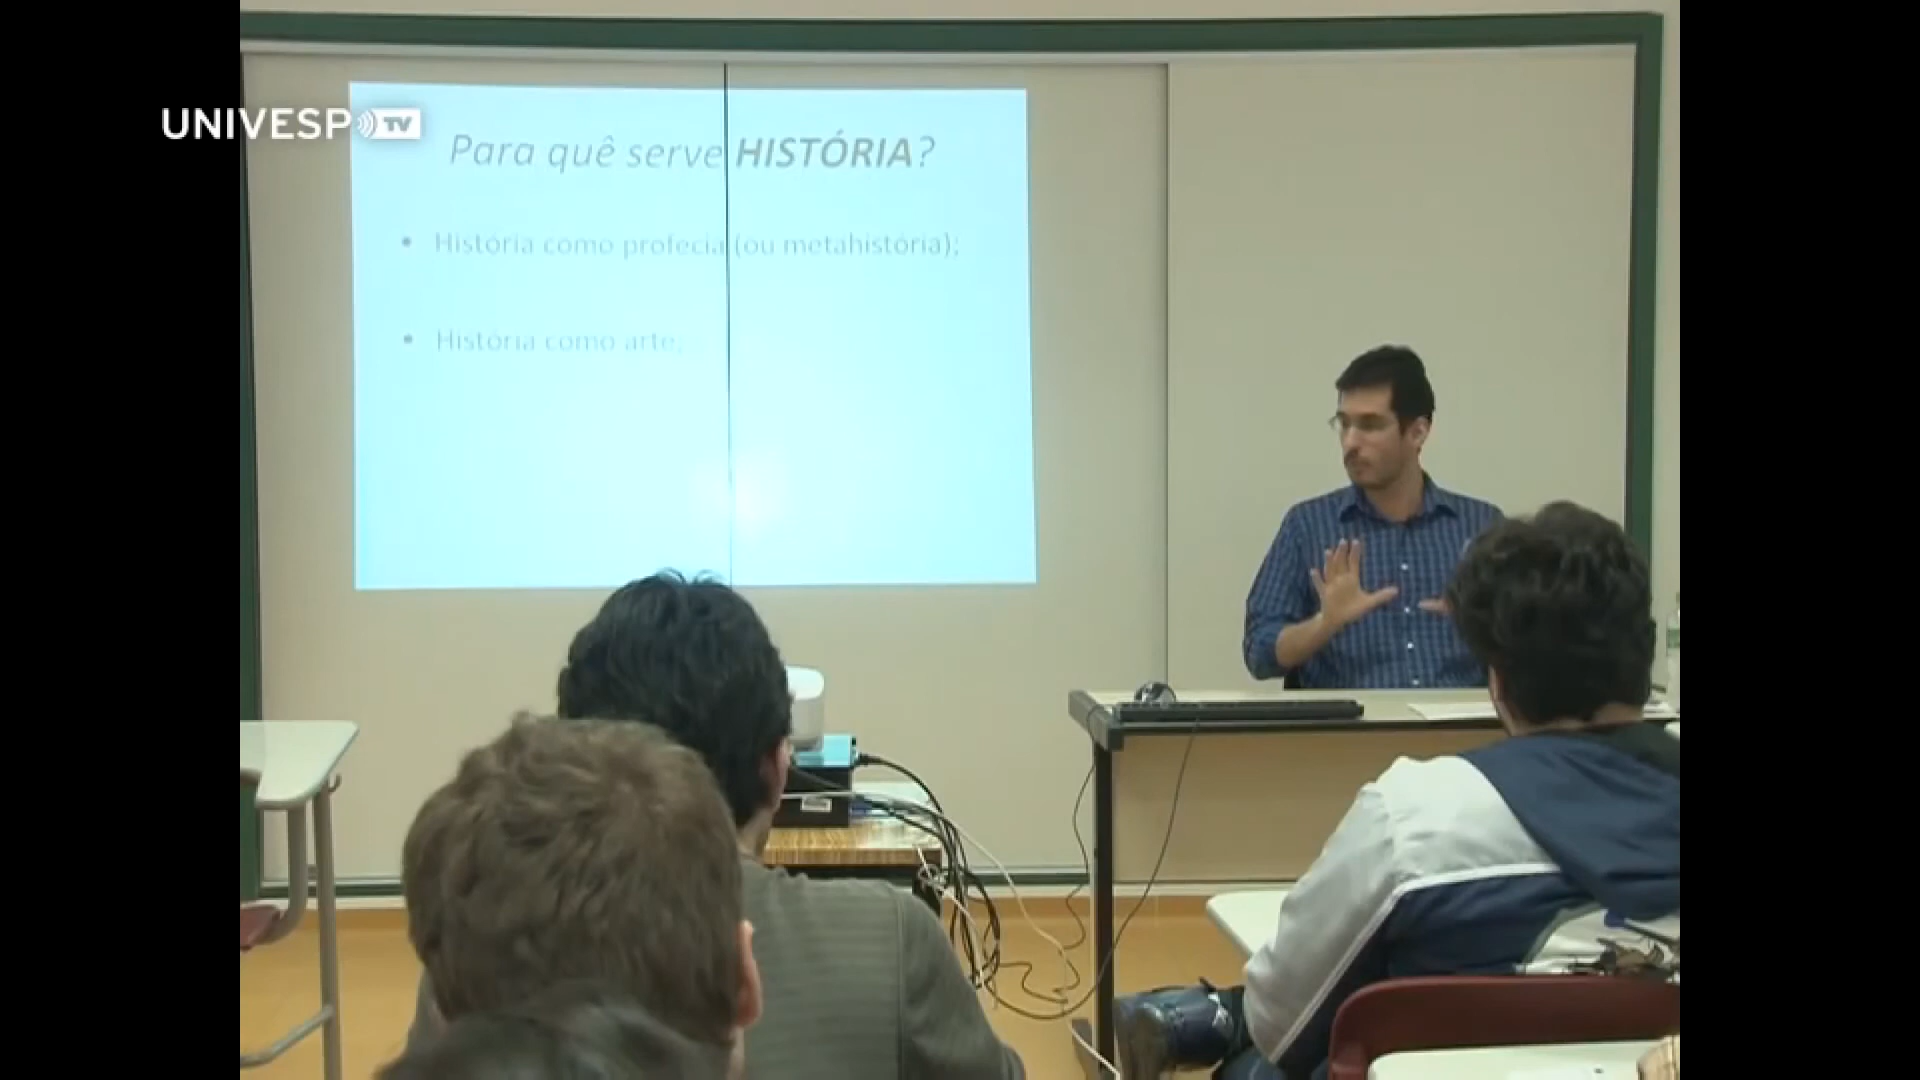 UNIVESP TV
Para quê serve HISTÓRIA?
• História como profecia (ou metahistória);
• História como arte;